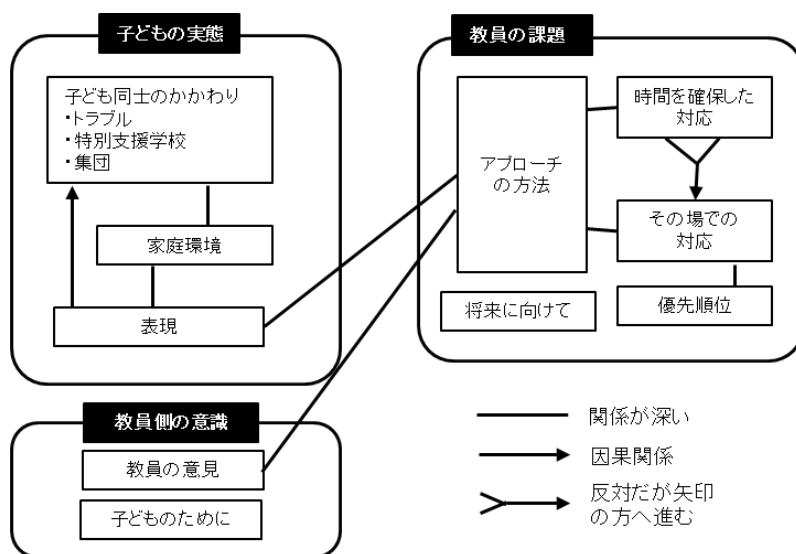 子どもの実態
子ども同士のかかわり
・トラブル
・特別支援学校
・集団
家庭環境
表現
教員の課題
アプローチ
の方法
時間を確保した
対応
その場での
対応
優先順位
将来に向けて
教員側の意識
教員の意見
子どものために
関係が深い
因果関係
反対だが矢印
の方へ進む